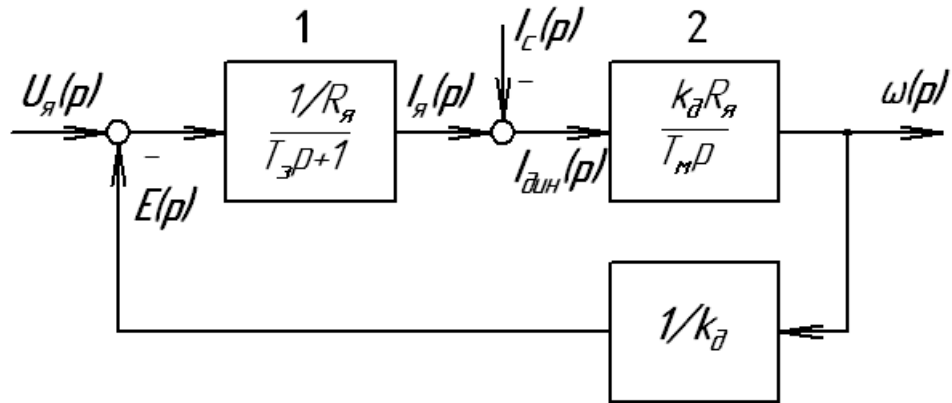 1
2
I_c(p)
U_я(p)
1/R_я
T_э p+1
I_я(p)
k_д R_я
T_м p
ω(p)
-
-
E(p)
I_дин(p)
1/k_д